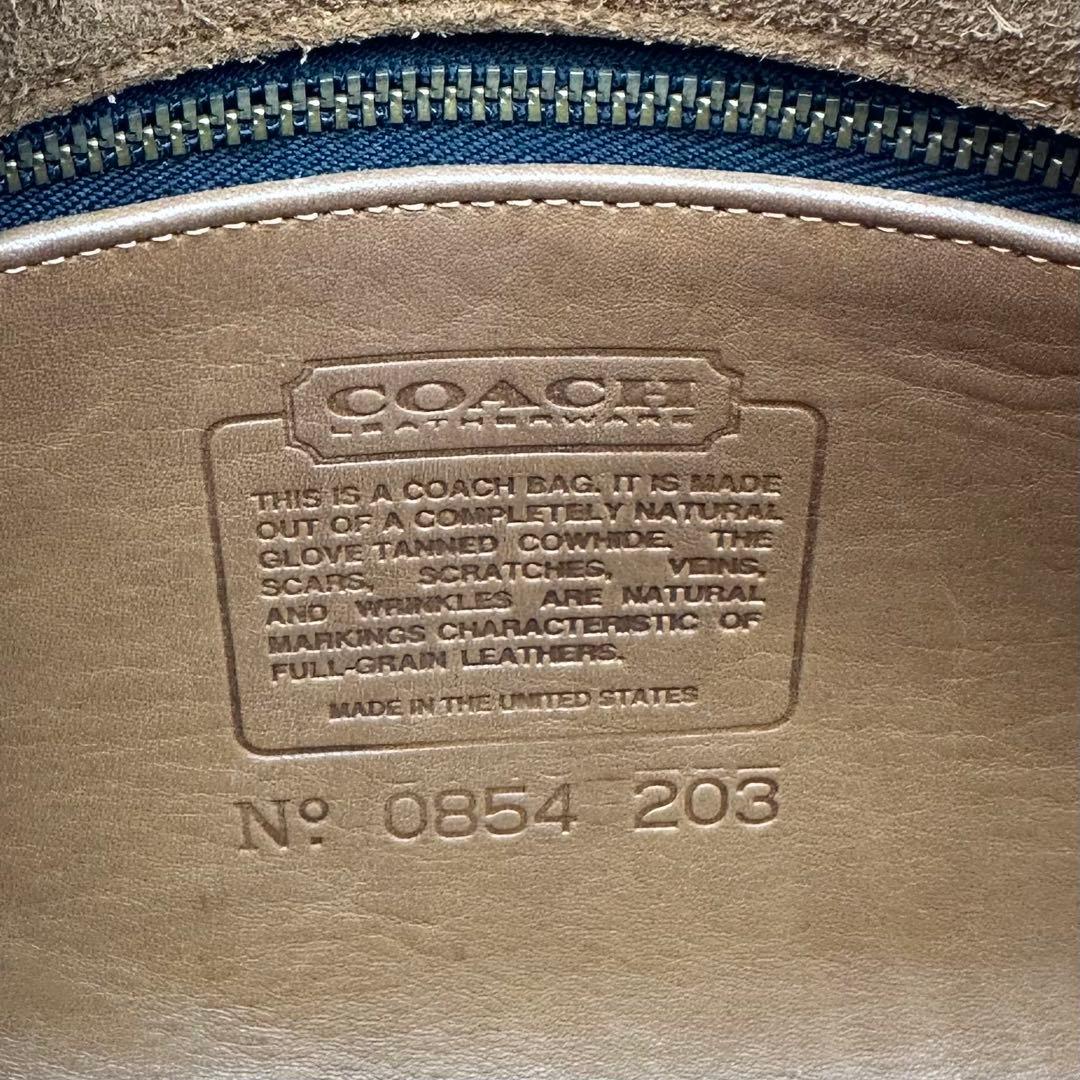 COACH
LEATHERWARE
THIS IS A COACH BAG. IT IS MADE
OUT OF A COMPLETELY NATURAL
GLOVE TANNED COWHIDE. THE
SCARS, SCRATCHES, VEINS,
AND WRINKLES ARE NATURAL
MARKINGS CHARACTERISTIC OF
FULL-GRAIN LEATHERS.
MADE IN THE UNITED STATES
Nº 0854 203